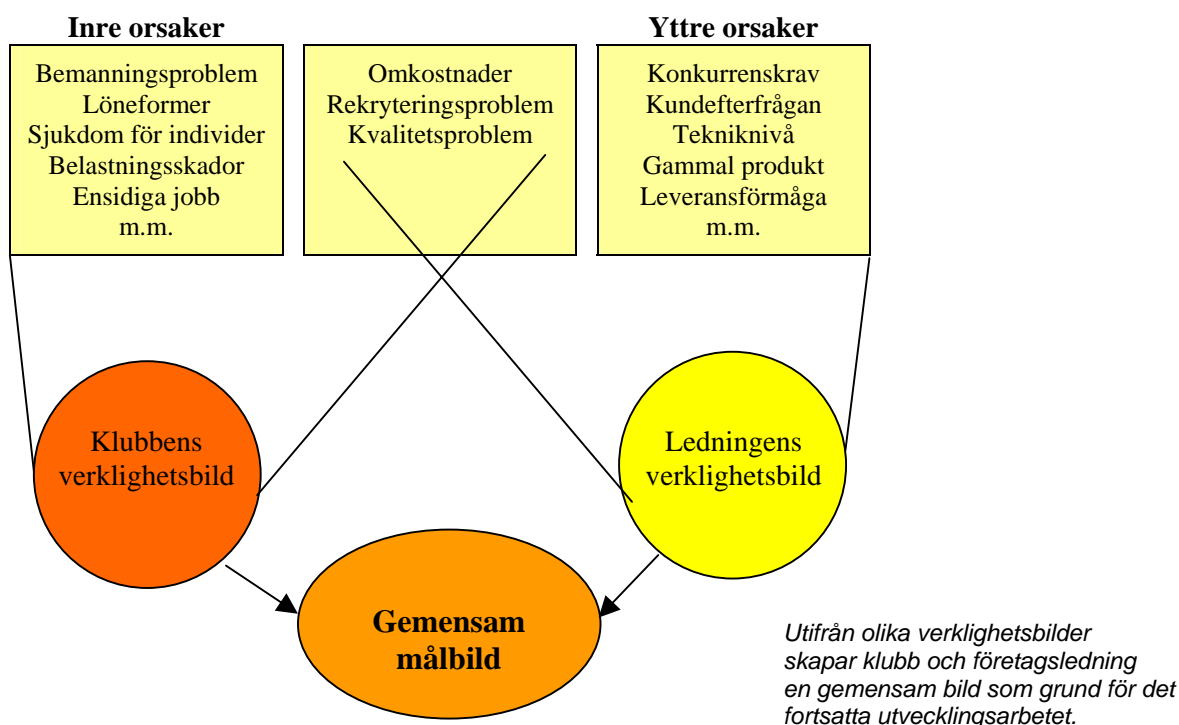 Inre orsaker
Yttre orsaker
Bemanningsproblem
Löneformer
Sjukdom för individer
Belastningsskador
Ensidiga jobb
m.m.
Omkostnader
Rekryteringsproblem
Kvalitetsproblem
Konkurrenskrav
Kundefterfrågan
Tekniknivå
Gammal produkt
Leveransförmåga
m.m.
Klubbens
verklighetsbild
Ledningens
verklighetsbild
Gemensam
målbild
Utifrån olika verklighetsbilder
skapar klubb och företagsledning
en gemensam bild som grund för det
fortsatta utvecklingsarbetet.